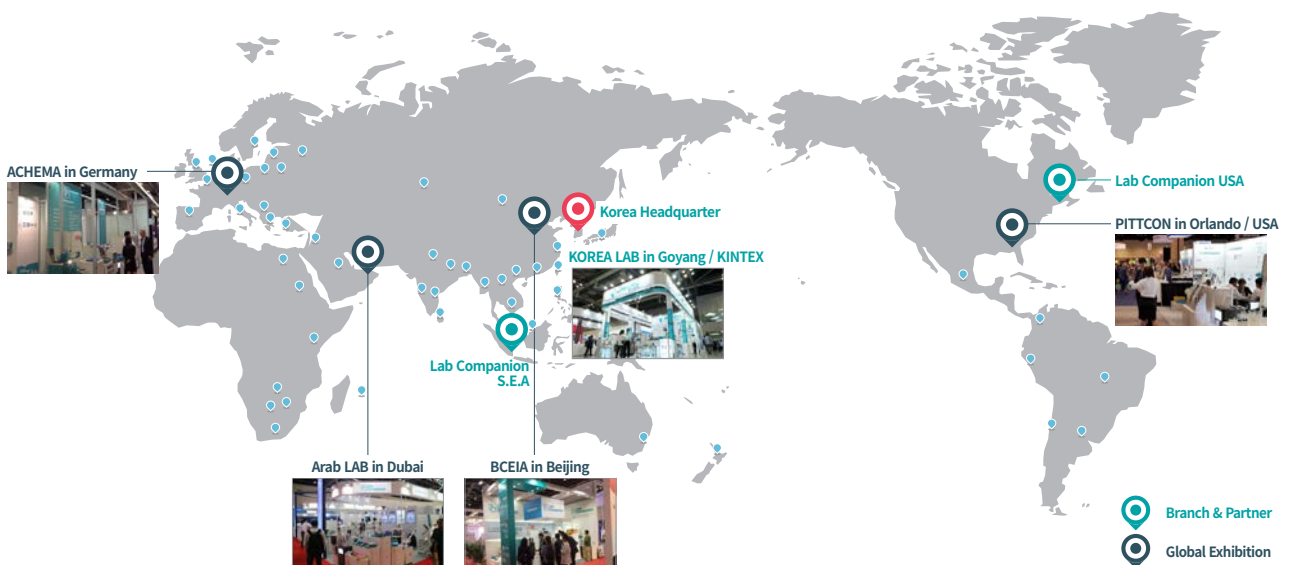 ACHEMA in Germany
Korea Headquarter
KOREA LAB in Goyang / KINTEX
Lab Companion USA
PITTCON in Orlando / USA
Lab Companion
S.E.A
Arab LAB in Dubai
BCEIA in Beijing
Branch & Partner
Global Exhibition